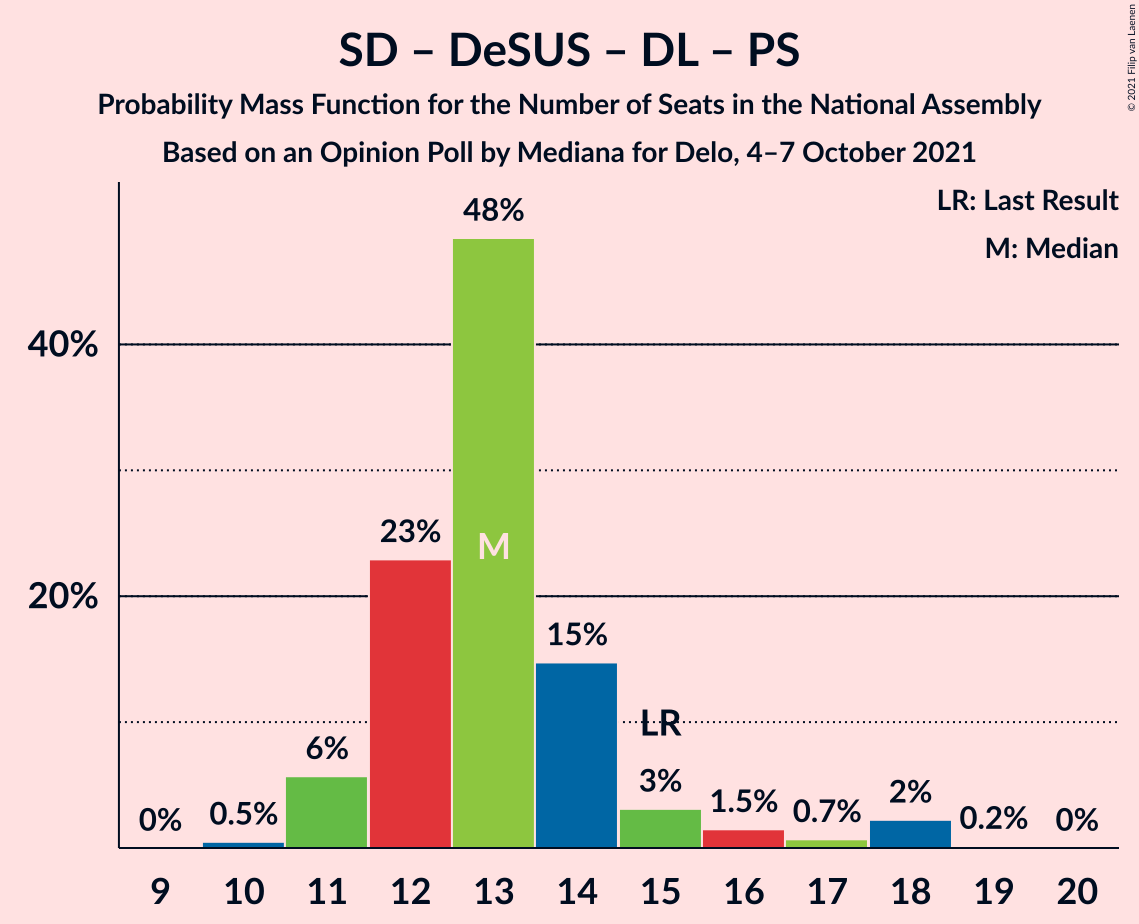 SD – DeSUS – DL – PS
Probability Mass Function for the Number of Seats in the National Assembly
Based on an Opinion Poll by Mediana for Delo, 4–7 October 2021
© 2021 Filip van Laenen
LR: Last Result
M: Median
48%
40%
23%
M
20%
15%
LR
6%
3%
2%
1.5%
0.7%
0.5%
0.2%
0%
0%
9 10 11 12 13 14 15 16 17 18 19 20